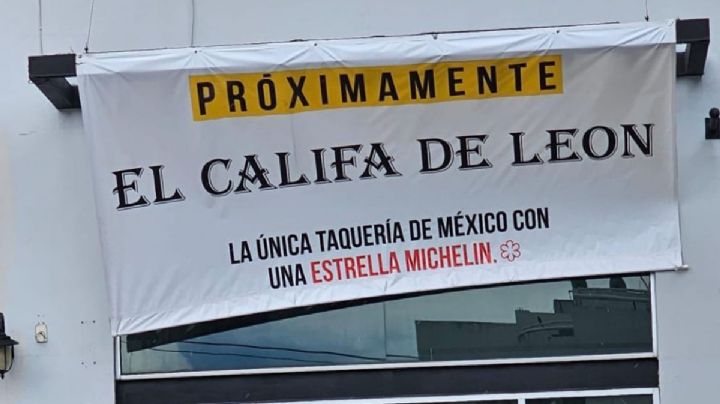 PRÓXIMAMENTE
EL CALIFA DE LEON
LA ÚNICA TAQUERÍA DE MÉXICO CON
UNA ESTRELLA MICHELIN.